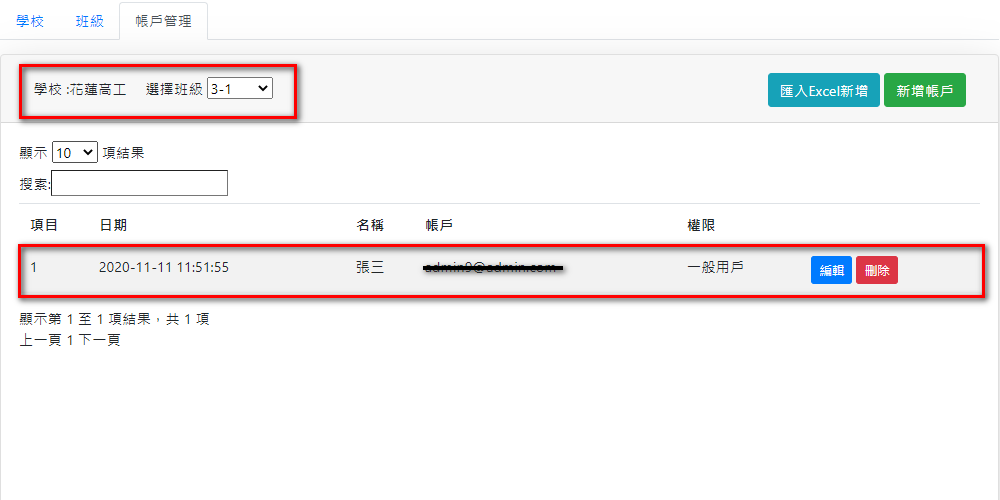 學校 班級 帳戶管理
學校 :花蓮高工 選擇班級 3-1 匯入Excel新增 新增帳戶
顯示 10 項結果
搜索:
項目 日期 名稱 帳戶 權限
1 2020-11-11 11:51:55 張三 一般用戶 編輯 刪除
顯示第 1 至 1 項結果，共 1 項
上一頁 1 下一頁